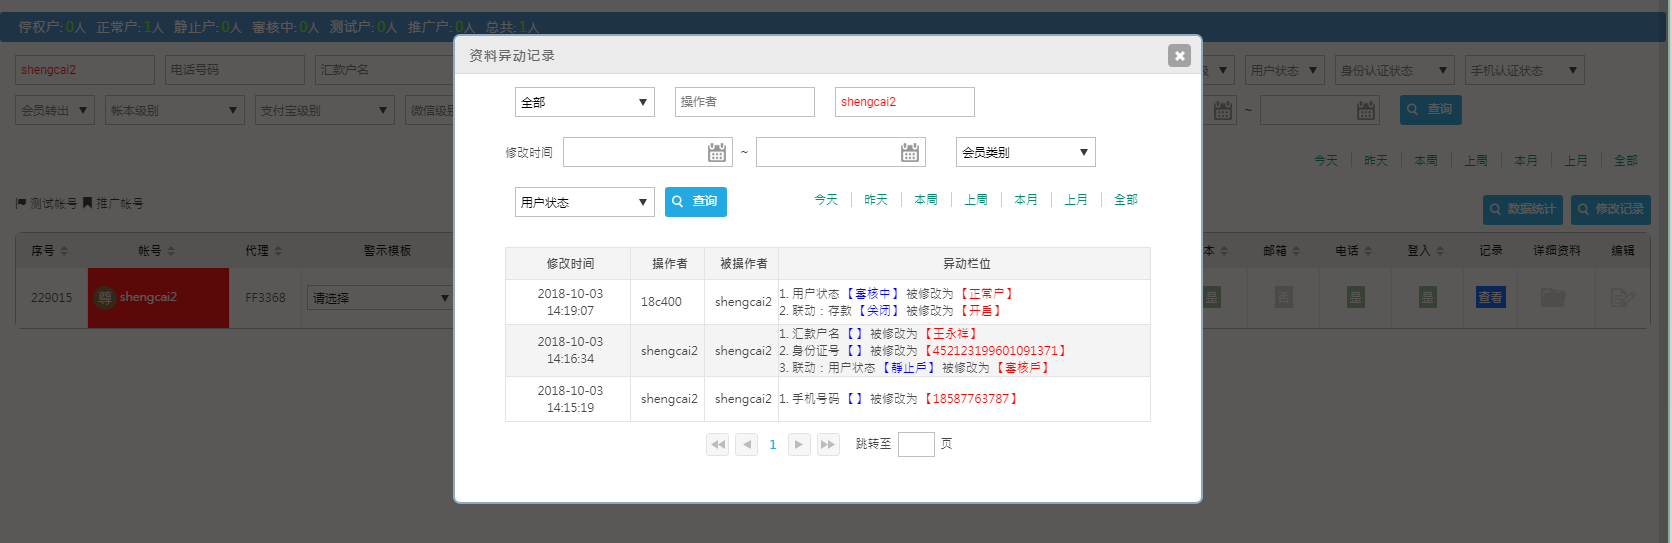 停权户:0人 正常户:1人 静止户:0人 審核中:0人 测试户:0人 推广户:0人 总共:1人
资料异动记录
shengcai2 电话号码 汇款户名 用户状态 身份认证状态 手机认证状态
全部 操作者 shengcai2
会员转出 帐本级别 支付宝级别 微信级别 ~ 查询
修改时间 ~ 会员类别
今天 昨天 本周 上周 本月 上月 全部
用户状态 查询 今天 昨天 本周 上周 本月 上月 全部
测试帐号 推广帐号 数据统计 修改记录
序号 帐号 代理 警示模板 本 邮箱 电话 登入 记录 详细资料 编辑
229015 尊 shengcai2 FF3368 请选择 是 否 是 是 查看
修改时间 操作者 被操作者 异动栏位
2018-10-03 14:19:07 18c400 shengcai2
1. 用户状态【審核中】被修改为【正常户】
2. 联动：存款【关闭】被修改为【开启】
2018-10-03 14:16:34 shengcai2 shengcai2
1. 汇款户名【 】被修改为【王永祥】
2. 身份证号【 】被修改为【452123199601091371】
3. 联动：用户状态【靜止戶】被修改为【審核戶】
2018-10-03 14:15:19 shengcai2 shengcai2
1. 手机号码【 】被修改为【18587763787】
1 跳转至 页